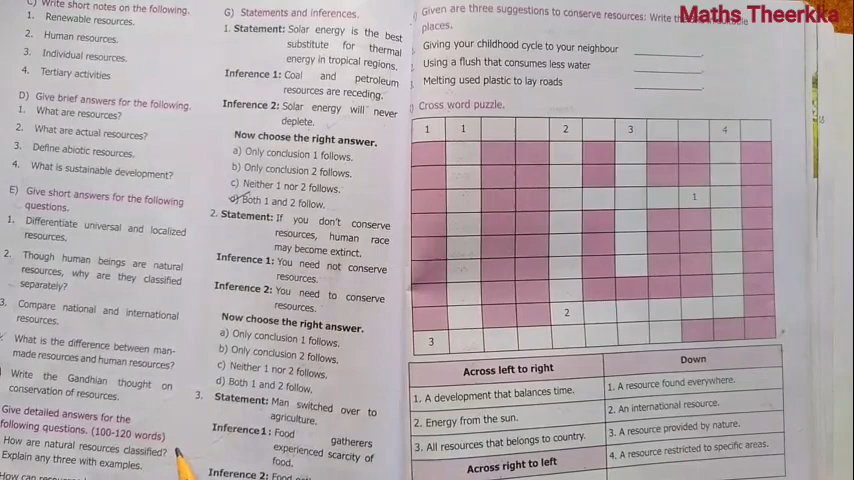 C) Write short notes on the following.
1. Renewable resources.
2. Human resources.
3. Individual resources.
4. Tertiary activities
D) Give brief answers for the following.
1. What are resources?
2. What are actual resources?
3. Define abiotic resources.
4. What is sustainable development?
E) Give short answers for the following
questions.
1. Differentiate universal and localized
resources.
2. Though human beings are natural
resources, why are they classified
separately?
3. Compare national and international
resources.
What is the difference between man-
made resources and human resources?
Write the Gandhian thought on
conservation of resources.
Give detailed answers for the
following questions. (100-120 words)
How are natural resources classified?
Explain any three with examples.
How can
G) Statements and inferences.
1. Statement: Solar energy is the best
substitute for thermal
energy in tropical regions.
Inference 1: Coal and petroleum
resources are receding.
Inference 2: Solar energy will never
deplete.
Now choose the right answer.
a) Only conclusion 1 follows.
b) Only conclusion 2 follows.
c) Neither 1 nor 2 follows.
d) Both 1 and 2 follow.
2. Statement: If you don't conserve
resources, human race
may become extinct.
Inference 1: You need not conserve
resources.
Inference 2: You need to conserve
resources.
Now choose the right answer.
a) Only conclusion 1 follows.
b) Only conclusion 2 follows.
c) Neither 1 nor 2 follows.
d) Both 1 and 2 follow.
3. Statement: Man switched over to
agriculture.
Inference1: Food gatherers
experienced scarcity of
food.
Inference 2: Food
Maths Theerkka
Given are three suggestions to conserve resources: Write
places.
Giving your childhood cycle to your neighbour
Using a flush that consumes less water
Melting used plastic to lay roads
Cross word puzzle.
1 1 2 3 4
1
2
3
Across left to right
1. A development that balances time.
2. Energy from the sun.
3. All resources that belongs to country.
Across right to left
Down
1. A resource found everywhere.
2. An international resource.
3. A resource provided by nature.
4. A resource restricted to specific areas.